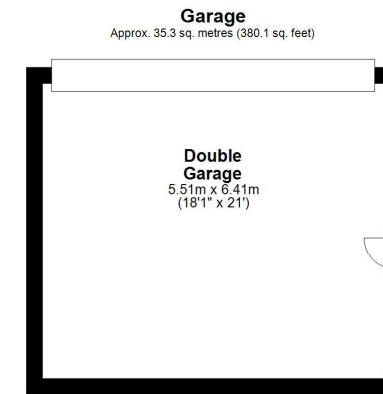 Garage
Approx. 35.3 sq. metres (380.1 sq. feet)
Double
Garage
5.51m x 6.41m
(18'1" x 21')